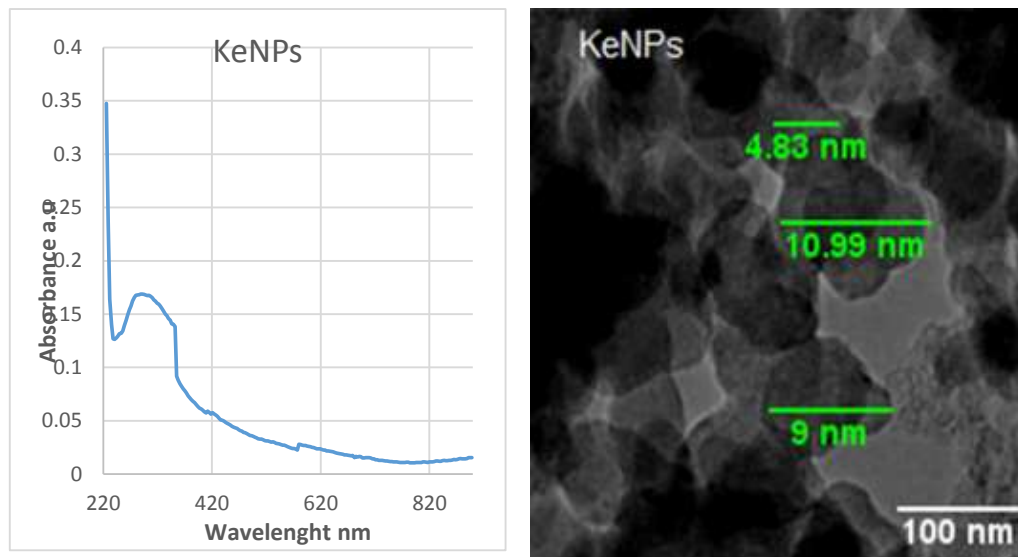 KeNPs
0.4
0.35
0.3
0.25
0.2
0.15
0.1
0.05
0
Absorbance a.u
220 420 620 820
Wavelenght nm
KeNPs
4.83 nm
10.99 nm
9 nm
100 nm